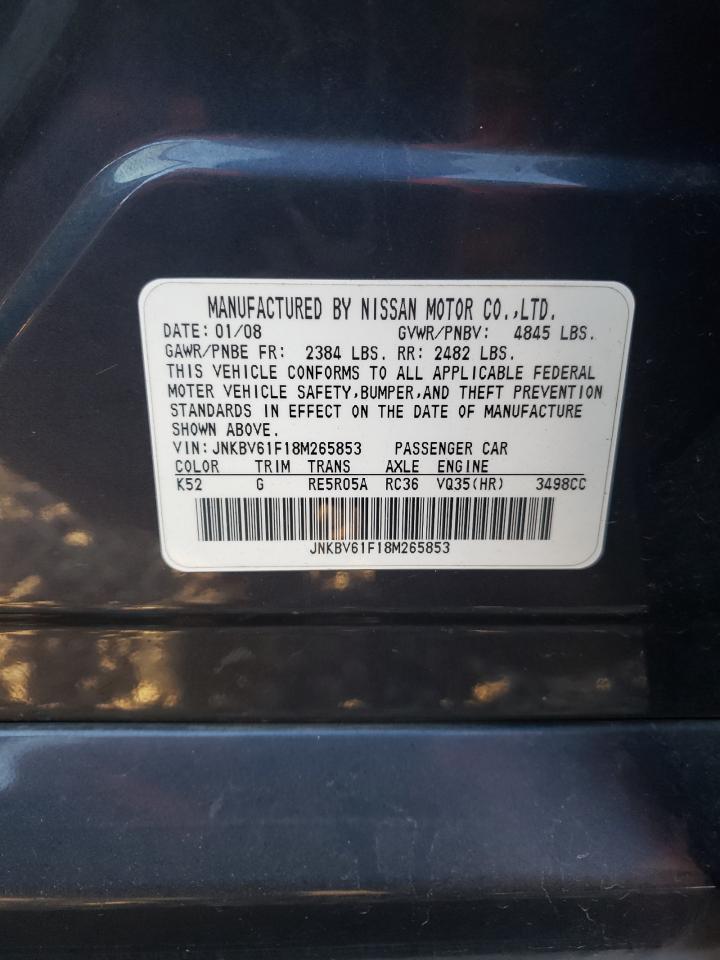 MANUFACTURED BY NISSAN MOTOR CO.,LTD.
DATE: 01/08 GVWR/PNBV: 4845 LBS.
GAWR/PNBE FR: 2384 LBS. RR: 2482 LBS.
THIS VEHICLE CONFORMS TO ALL APPLICABLE FEDERAL
MOTER VEHICLE SAFETY,BUMPER,AND THEFT PREVENTION
STANDARDS IN EFFECT ON THE DATE OF MANUFACTURE
SHOWN ABOVE.
VIN:JNKBV61F18M265853 PASSENGER CAR
COLOR TRIM TRANS AXLE ENGINE
K52 G RE5R05A RC36 VQ35(HR) 3498CC
JNKBV61F18M265853